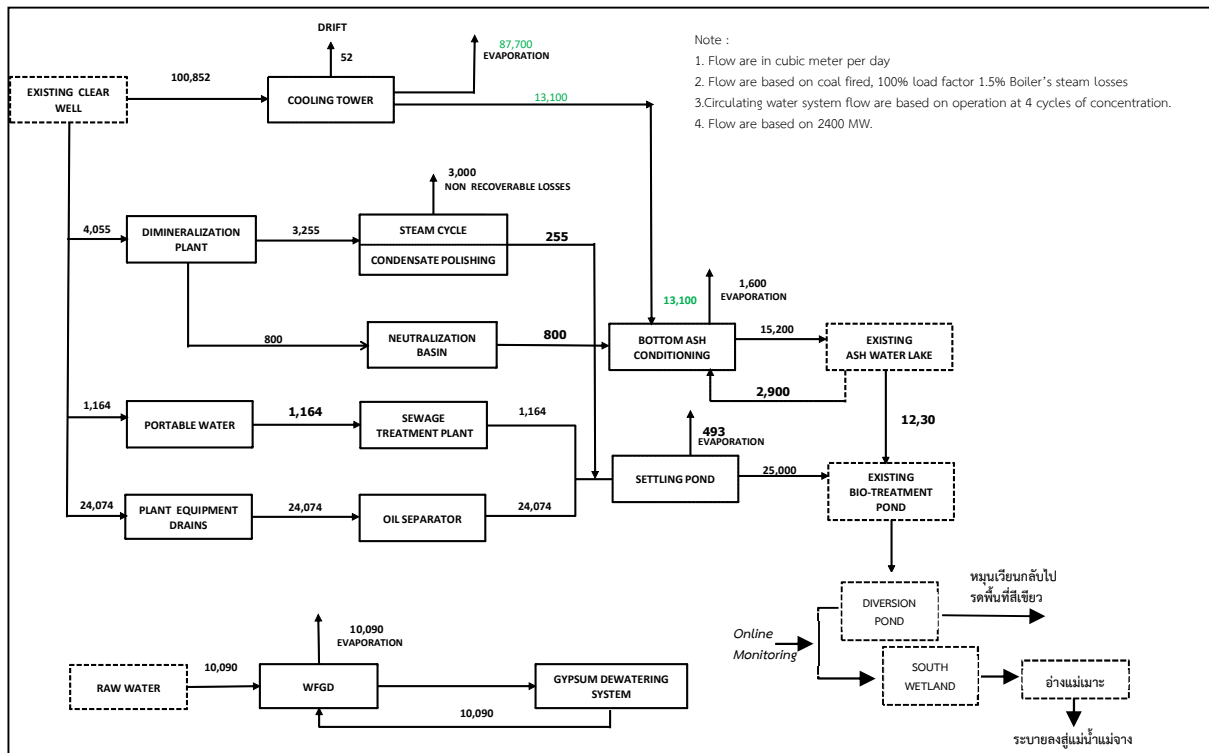 DRIFT
87,700
EVAPORATION
52
100,852
EXISTING CLEAR
WELL
COOLING TOWER
13,100
Note :
1. Flow are in cubic meter per day
2. Flow are based on coal fired, 100% load factor 1.5% Boiler's steam losses
3.Circulating water system flow are based on operation at 4 cycles of concentration.
4. Flow are based on 2400 MW.
3,000
NON RECOVERABLE LOSSES
4,055
DIMINERALIZATION
PLANT
3,255
STEAM CYCLE
CONDENSATE POLISHING
255
1,600
EVAPORATION
13,100
800
NEUTRALIZATION
BASIN
800
BOTTOM ASH
CONDITIONING
15,200
EXISTING
ASH WATER LAKE
2,900
12,30
1,164
PORTABLE WATER
1,164
SEWAGE
TREATMENT PLANT
1,164
493
EVAPORATION
SETTLING POND
25,000
EXISTING
BIO-TREATMENT
POND
24,074
PLANT EQUIPMENT
DRAINS
24,074
OIL SEPARATOR
24,074
หมุนเวียนกลับไป
รดพื้นที่สีเขียว
DIVERSION
POND
Online
Monitoring
SOUTH
WETLAND
อ่างแม่เมาะ
ระบายลงสู่แม่น้ำแม่จาง
10,090
EVAPORATION
10,090
RAW WATER
WFGD
GYPSUM DEWATERING
SYSTEM
10,090